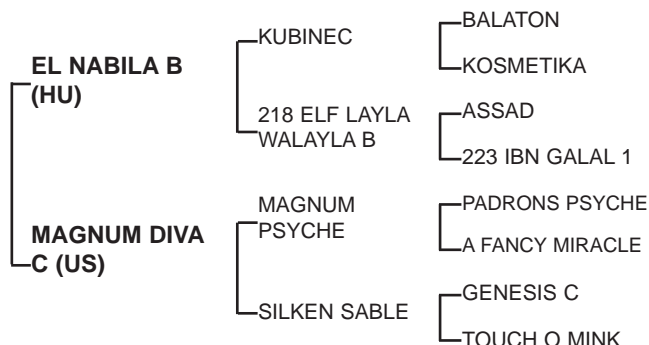 BALATON
KUBINEC
EL NABILA B
(HU)
KOSMETIKA
218 ELF LAYLA
WALAYLA B
ASSAD
223 IBN GALAL 1
MAGNUM
PSYCHE
PADRONS PSYCHE
MAGNUM DIVA
C (US)
A FANCY MIRACLE
GENESIS C
SILKEN SABLE
TOUCH O MINK